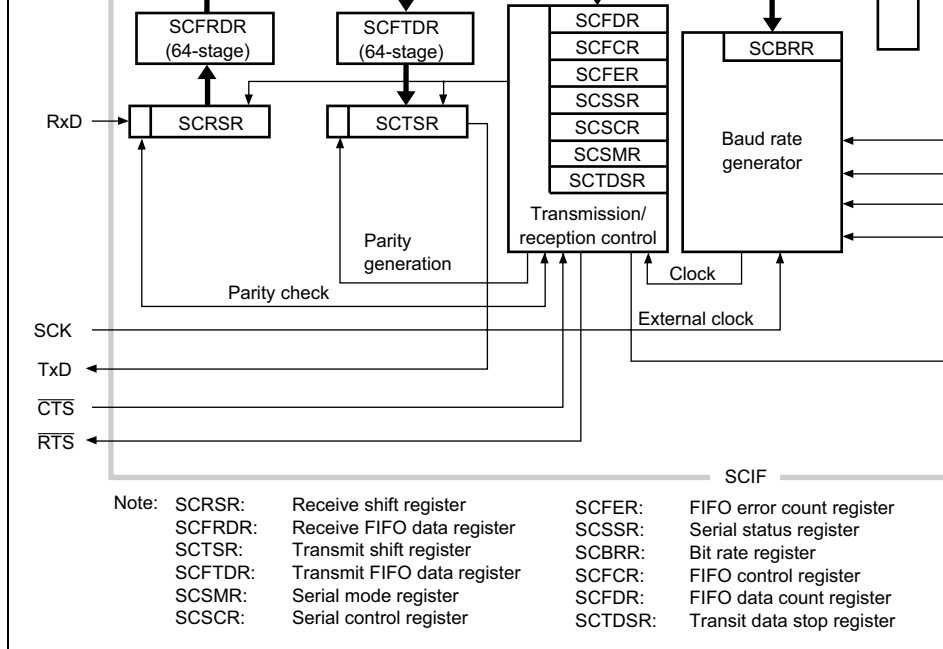 SCFRDR
(64-stage)
SCFTDR
(64-stage)
SCFDR
SCFCR
SCFER
SCSSR
SCSCR
SCSMR
SCTDSR
Transmission/
reception control
SCBRR
Baud rate
generator
RxD
SCRSR
SCTSR
Parity
generation
Parity check
Clock
External clock
SCK
TxD
CTS
RTS
SCIF
Note:
SCRSR: Receive shift register
SCFRDR: Receive FIFO data register
SCTSR: Transmit shift register
SCFTDR: Transmit FIFO data register
SCSMR: Serial mode register
SCSCR: Serial control register
SCFER: FIFO error count register
SCSSR: Serial status register
SCBRR: Bit rate register
SCFCR: FIFO control register
SCFDR: FIFO data count register
SCTDSR: Transit data stop register